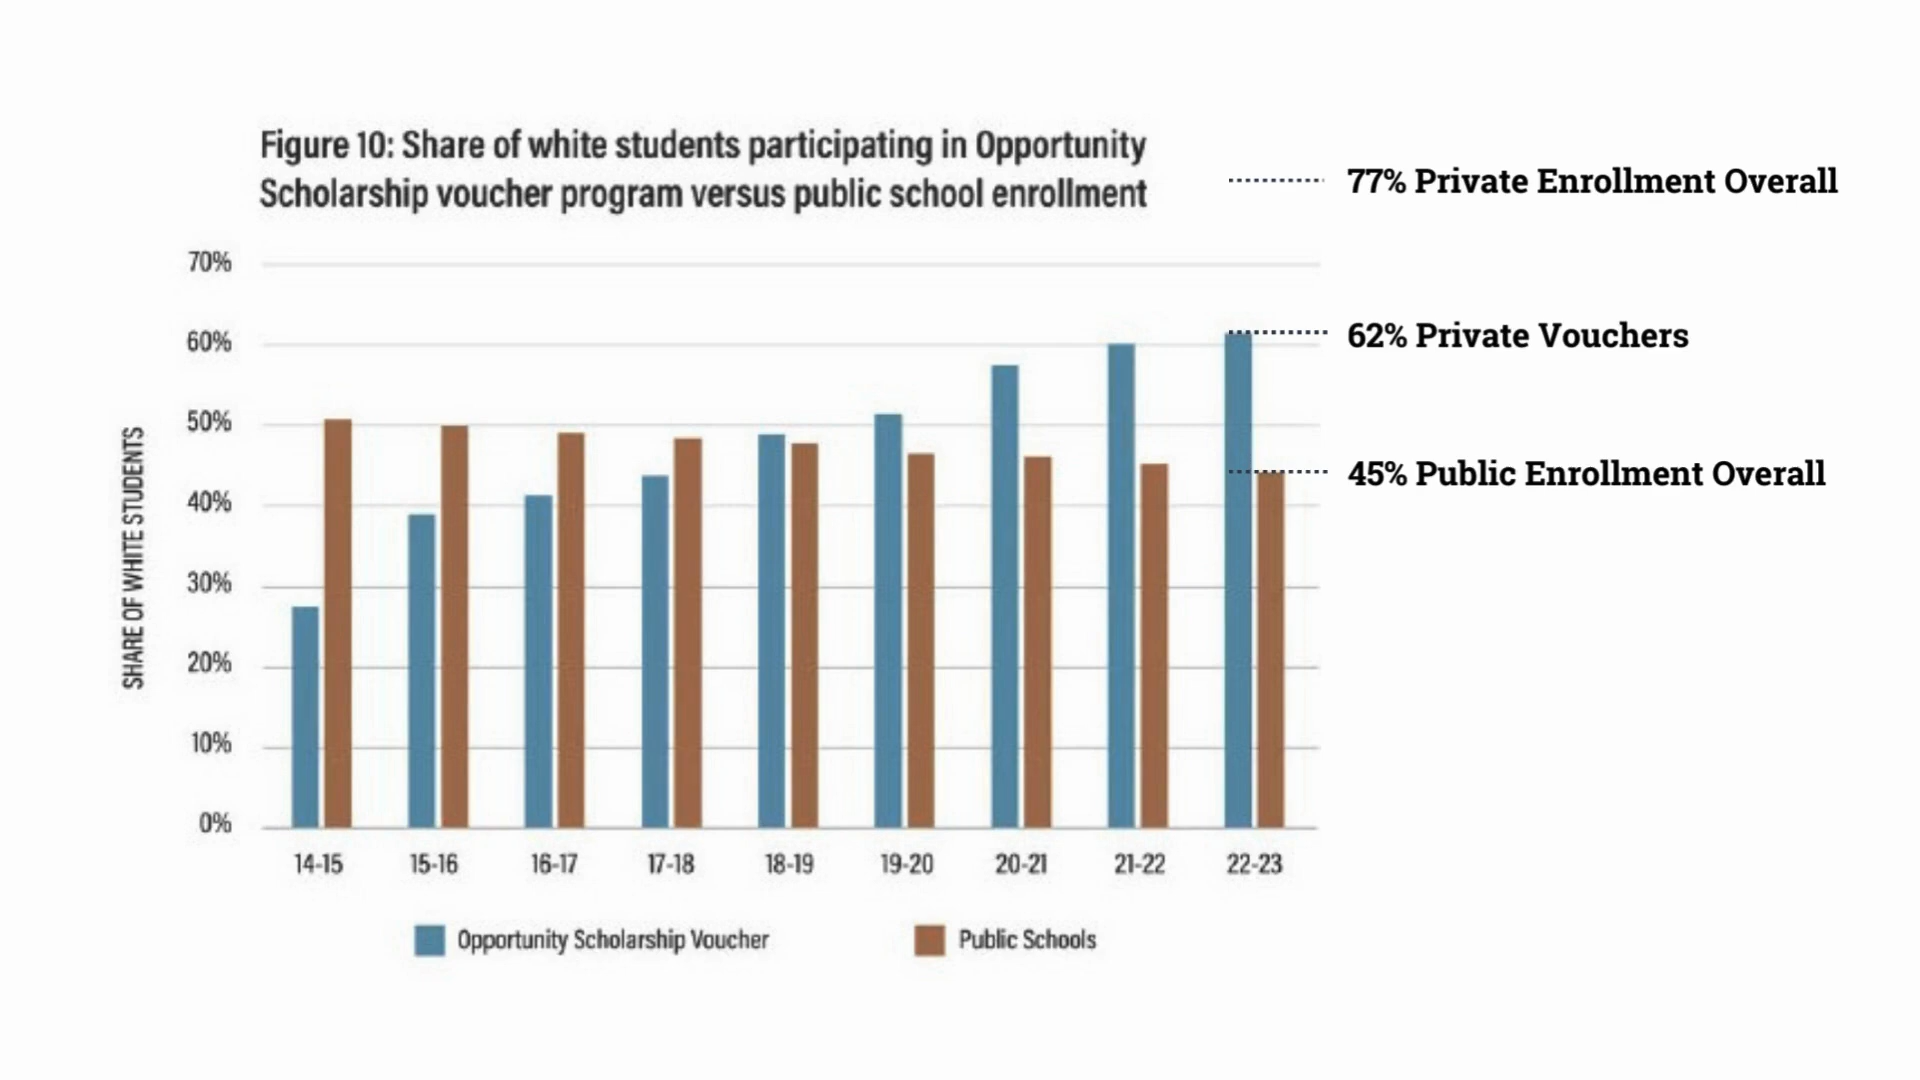 Figure 10: Share of white students participating in Opportunity
Scholarship voucher program versus public school enrollment
77% Private Enrollment Overall
70%
62% Private Vouchers
60%
50%
45% Public Enrollment Overall
40%
30%
20%
10%
0%
SHARE OF WHITE STUDENTS
14-15 15-16 16-17 17-18 18-19 19-20 20-21 21-22 22-23
Opportunity Scholarship Voucher Public Schools